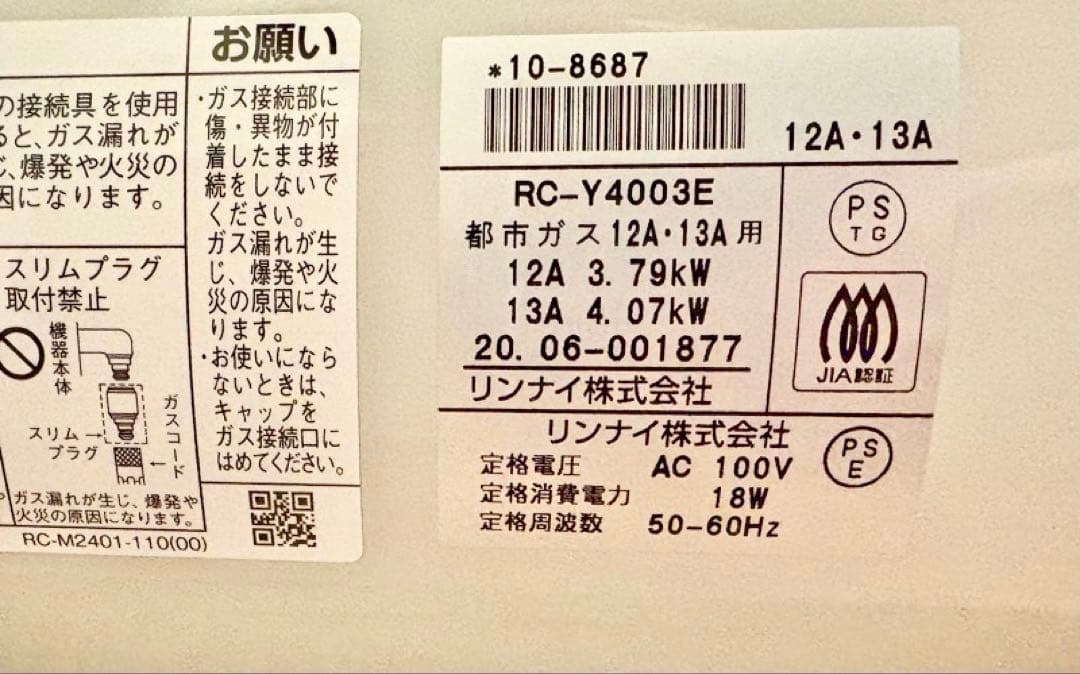 お願い
の接続具を使用
ると、ガス漏れが
じ、爆発や火災の
因になります。
・ガス接続部に
傷・異物が付
着したまま接
続をしないで
ください。
ガス漏れが生
じ、爆発や火
災の原因にな
ります。
・お使いになら
ないときは、
キャップを
ガス接続口に
はめてください。
スリムプラグ
取付禁止
機器本体
スリム
プラグ
ガスコード
ガス漏れが生じ、爆発や
火災の原因になります。
RC-M2401-110(00)
*10-8687
12A・13A
RC-Y4003E
都市ガス12A・13A用
12A 3.79kW
13A 4.07kW
20.06-001877
リンナイ株式会社
PS
TG
JIA認証
リンナイ株式会社
定格電圧 AC 100V
定格消費電力 18W
定格周波数 50-60Hz
PS
E